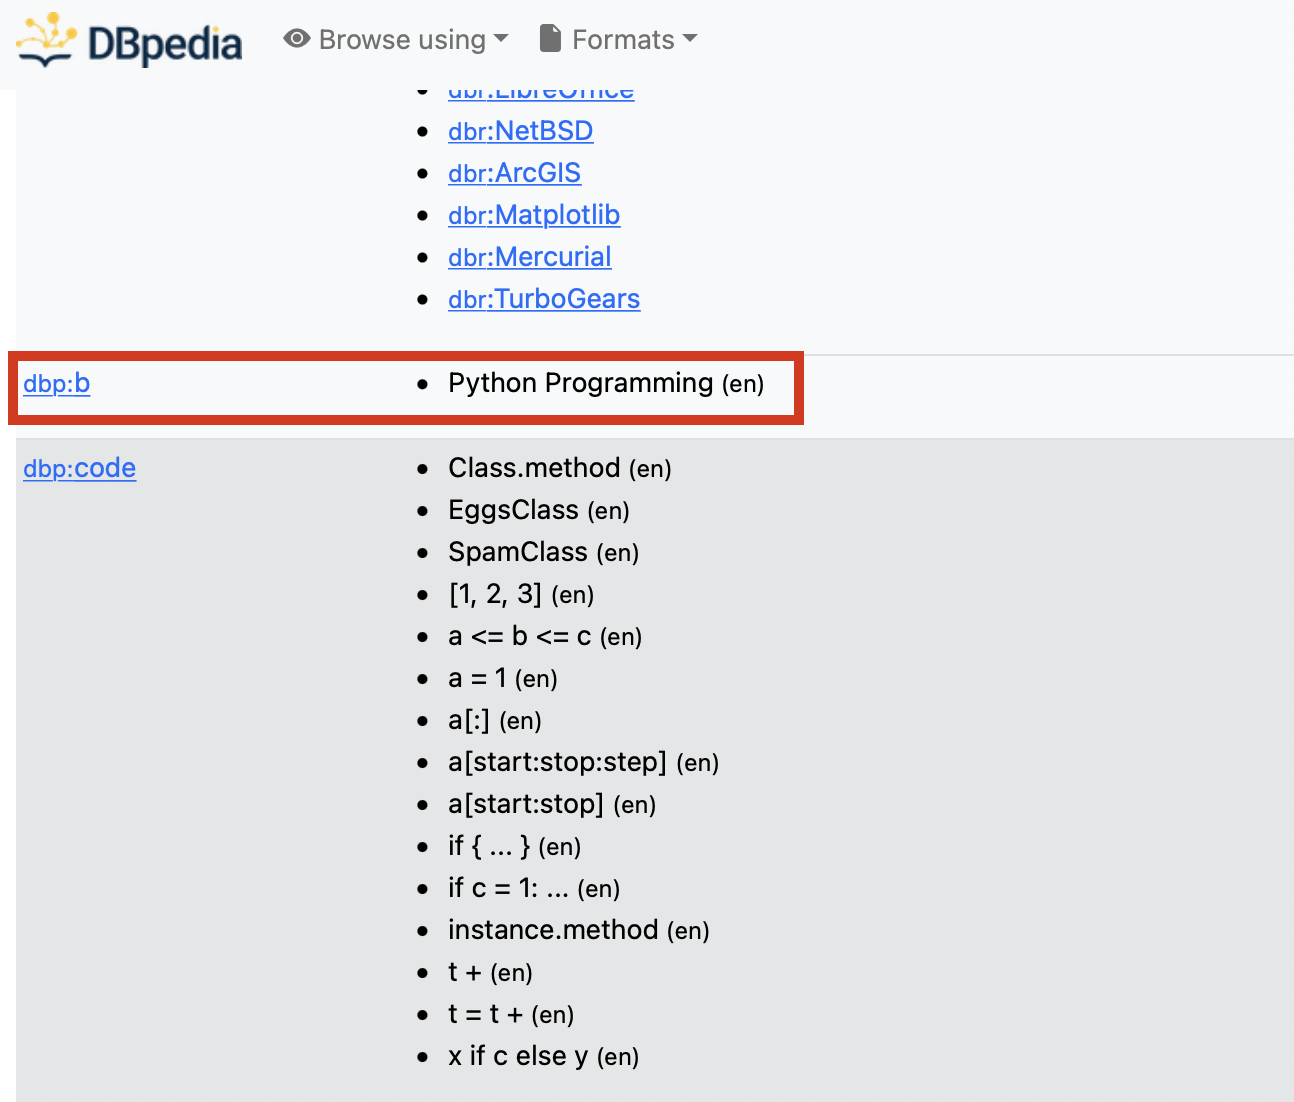 DBpedia Browse using Formats
dbr:LibreOffice
dbr:NetBSD
dbr:ArcGIS
dbr:Matplotlib
dbr:Mercurial
dbr:TurboGears
dbp:b Python Programming (en)
dbp:code Class.method (en)
EggsClass (en)
SpamClass (en)
[1, 2, 3] (en)
a <= b <= c (en)
a = 1 (en)
a[:] (en)
a[start:stop:step] (en)
a[start:stop] (en)
if { ... } (en)
if c = 1: ... (en)
instance.method (en)
t + (en)
t = t + (en)
x if c else y (en)